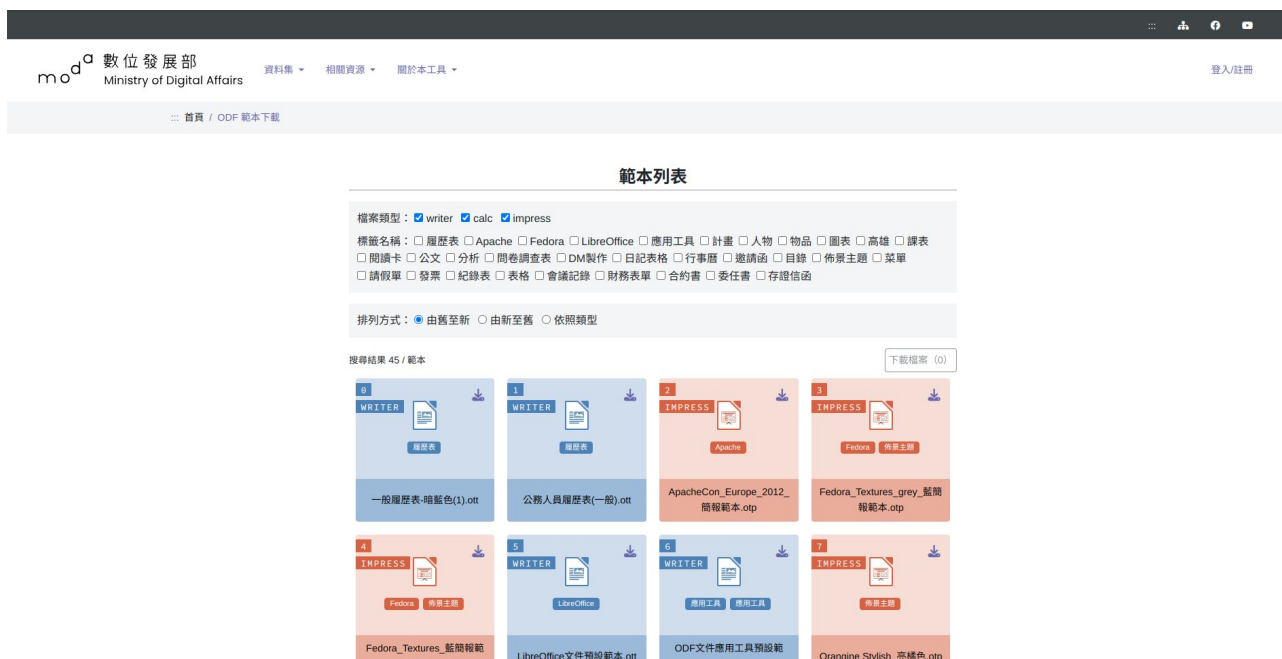 :::
moda 數位發展部
Ministry of Digital Affairs
資料集 相關資源 關於本工具 登入/註冊
::: 首頁 / ODF 範本下載
範本列表
檔案類型： writer calc impress
標籤名稱： 履歷表 Apache Fedora LibreOffice 應用工具 計畫 人物 物品 圖表 高雄 課表
閱讀卡 公文 分析 問卷調查表 DM製作 日記表格 行事曆 邀請函 目錄 佈景主題 菜單
請假單 發票 紀錄表 表格 會議記錄 財務表單 合約書 委任書 存證信函
排列方式： 由舊至新 由新至舊 依照類型
搜尋結果 45 / 範本 下載檔案（0）
0
WRITER
履歷表
一般履歷表-暗藍色(1).ott
1
WRITER
履歷表
公務人員履歷表(一般).ott
2
IMPRESS
Apache
ApacheCon_Europe_2012_
簡報範本.otp
3
IMPRESS
Fedora 佈景主題
Fedora_Textures_grey_藍簡
報範本.otp
4
IMPRESS
Fedora 佈景主題
Fedora_Textures_藍簡報範
5
WRITER
LibreOffice
LibreOffice文件預設範本.ott
6
WRITER
應用工具 應用工具
ODF文件應用工具預設範
7
IMPRESS
佈景主題
Orangine Stylish_亮橘色.otp